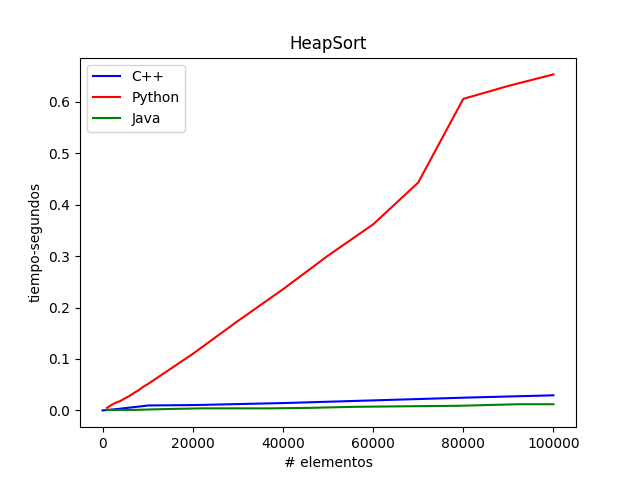 HeapSort
C++
Python
Java
tiempo-segundos
0.6
0.5
0.4
0.3
0.2
0.1
0.0
0 20000 40000 60000 80000 100000
# elementos